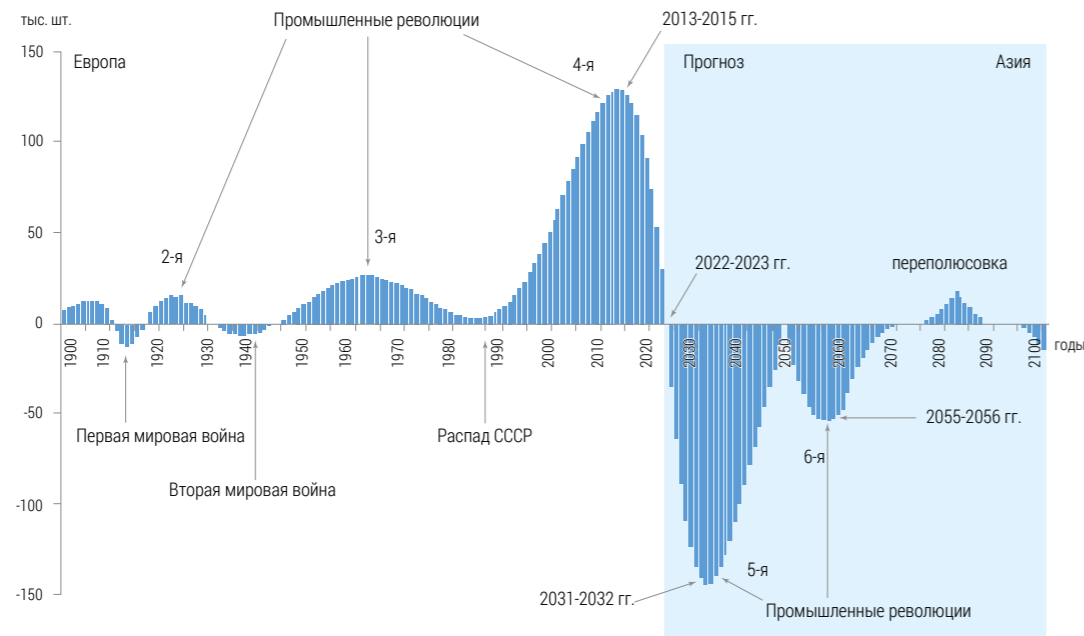 тыс. шт.
Промышленные революции
2013-2015 гг.
150
Европа
4-я
Прогноз
Азия
100
50
2-я
3-я
2022-2023 гг.
переполюсовка
0
1900
1910
1920
1930
1940
1950
1960
1970
1980
1990
2000
2010
2020
2030
2040
2050
2060
2070
2080
2090
2100
годы
-50
Первая мировая война
Распад СССР
2055-2056 гг.
6-я
Вторая мировая война
-100
5-я
-150
2031-2032 гг.
Промышленные революции